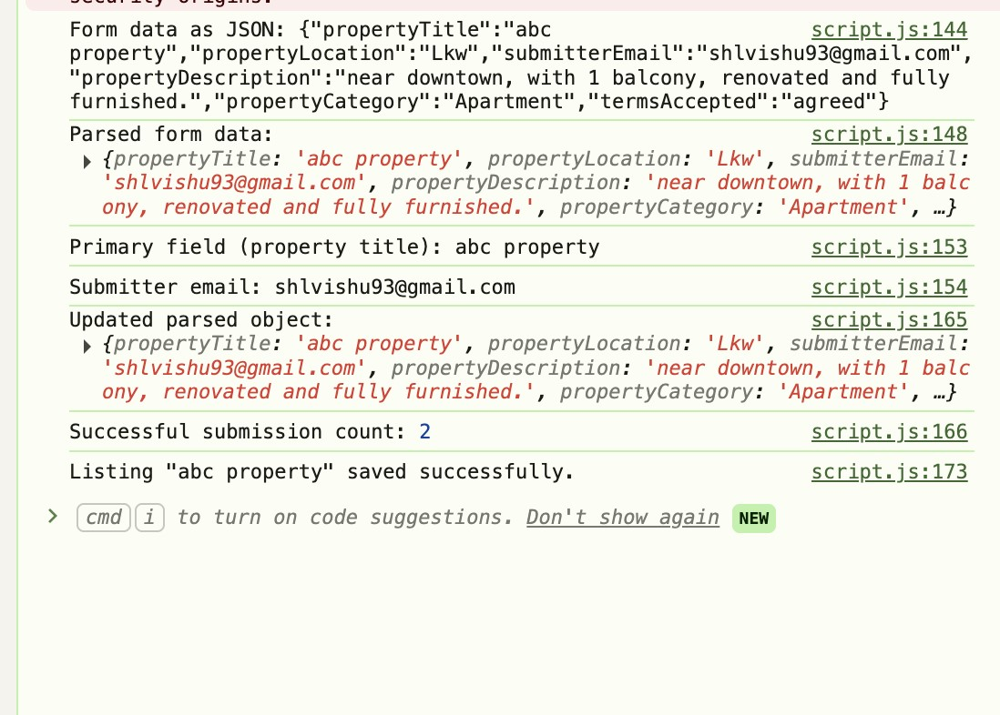 security origins.
Form data as JSON: {"propertyTitle":"abc script.js:144
property","propertyLocation":"Lkw","submitterEmail":"shlvishu93@gmail.com",
"propertyDescription":"near downtown, with 1 balcony, renovated and fully
furnished.","propertyCategory":"Apartment","termsAccepted":"agreed"}
Parsed form data: script.js:148
{propertyTitle: 'abc property', propertyLocation: 'Lkw', submitterEmail:
'shlvishu93@gmail.com', propertyDescription: 'near downtown, with 1 balc
ony, renovated and fully furnished.', propertyCategory: 'Apartment', …}
Primary field (property title): abc property script.js:153
Submitter email: shlvishu93@gmail.com script.js:154
Updated parsed object: script.js:165
{propertyTitle: 'abc property', propertyLocation: 'Lkw', submitterEmail:
'shlvishu93@gmail.com', propertyDescription: 'near downtown, with 1 balc
ony, renovated and fully furnished.', propertyCategory: 'Apartment', …}
Successful submission count: 2 script.js:166
Listing "abc property" saved successfully. script.js:173
> cmd i to turn on code suggestions. Don't show again NEW